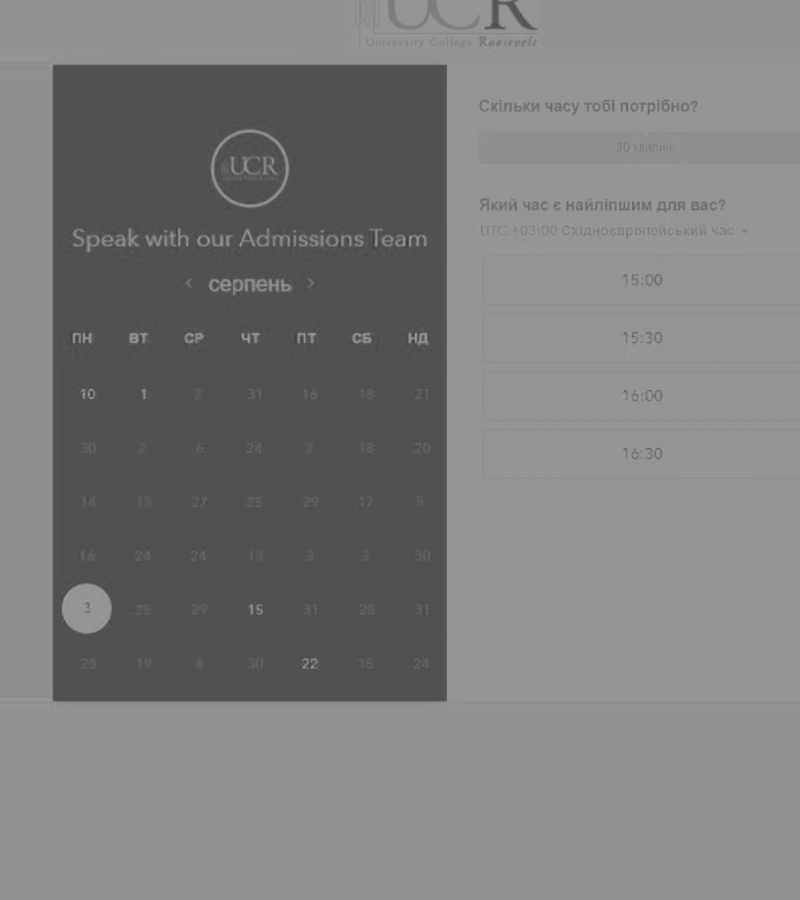 UCR
University College Roosevelt
UCR
Speak with our Admissions Team
серпень
ПН ВТ СР ЧТ ПТ СБ НД
10 1 2 31 16 18 21
30 2 6 24 2 18 20
14 13 27 25 29 17 5
16 24 24 13 3 3 30
3 25 29 15 31 28 31
28 19 4 30 22 15 24
Скільки часу тобі потрібно?
30 хвилин
Який час є найліпшим для вас?
UTC +03:00 Східноєвропейський час
15:00
15:30
16:00
16:30